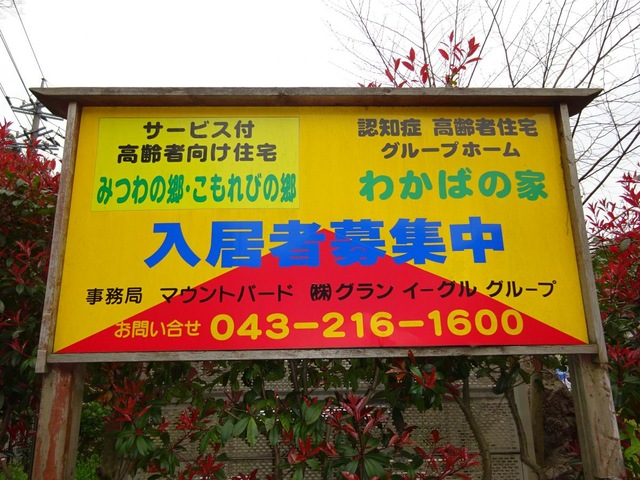 サービス付
高齢者向け住宅
みつわの郷・こもれびの郷
認知症 高齢者住宅
グループホーム
わかばの家
入居者募集中
事務局 マウントバード ㈱グラン イーグル グループ
お問い合せ 043-216-1600